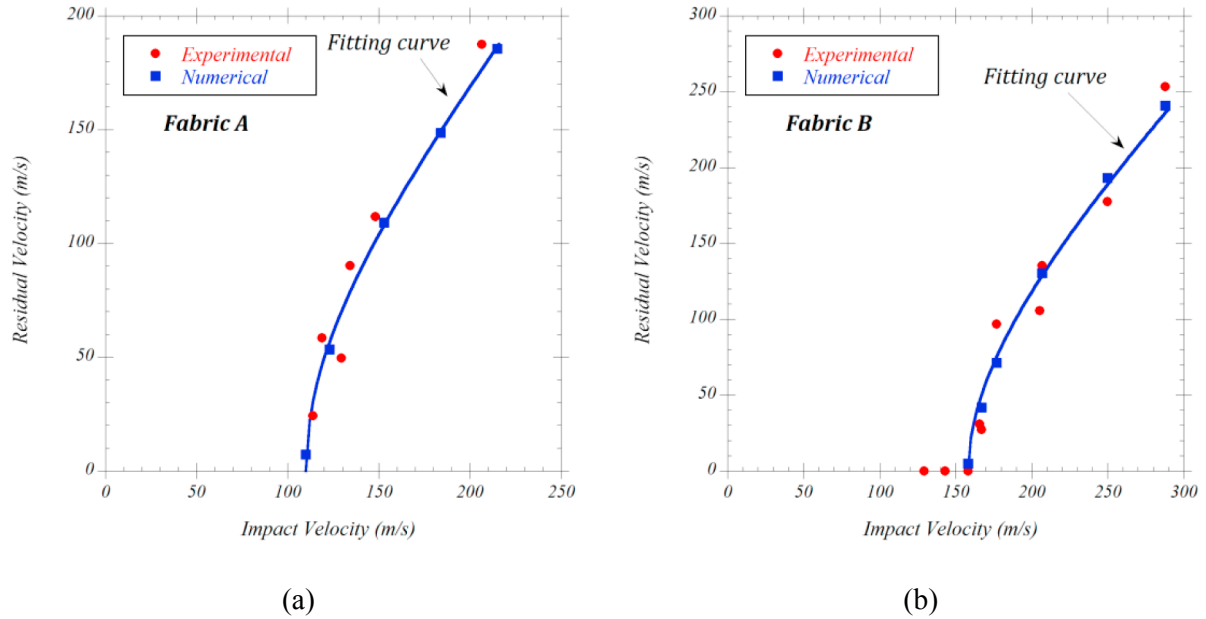 200
150
100
50
0
Residual Velocity (m/s)
Experimental
Numerical
Fitting curve
Fabric A
0
50
100
150
200
250
Impact Velocity (m/s)
(a)
300
250
200
150
100
50
0
Residual Velocity (m/s)
Experimental
Numerical
Fitting curve
Fabric B
0
50
100
150
200
250
300
Impact Velocity (m/s)
(b)